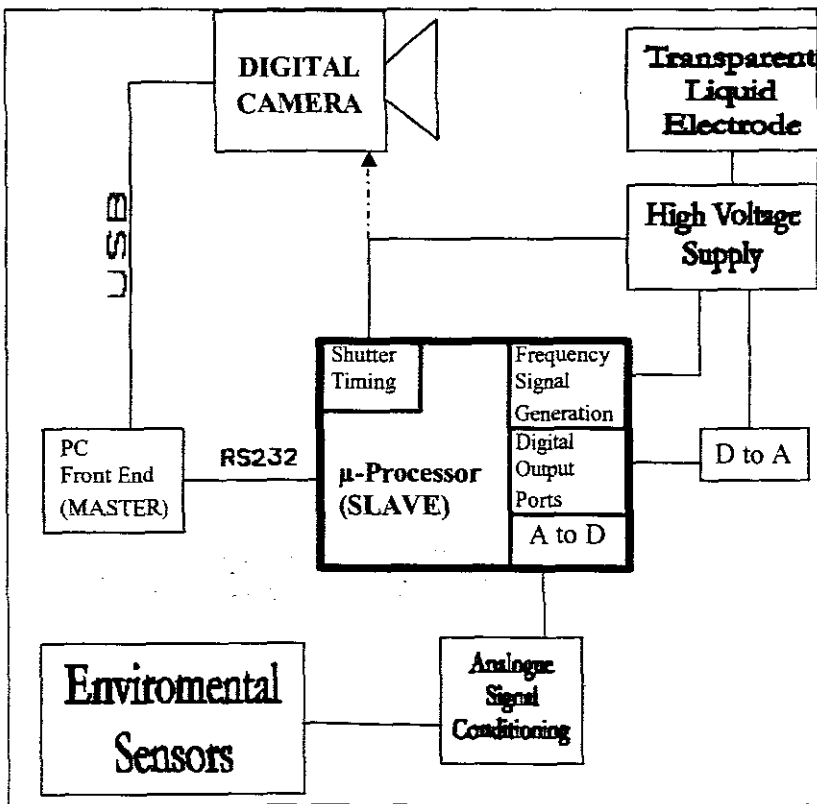 DIGITAL
CAMERA
Transparent
Liquid
Electrode
High Voltage
Supply
USB
Shutter
Timing
Frequency
Signal
Generation
Digital
Output
Ports
A to D
µ-Processor
(SLAVE)
D to A
PC
Front End
(MASTER)
RS232
Enviromental
Sensors
Analogue
Signal
Conditioning